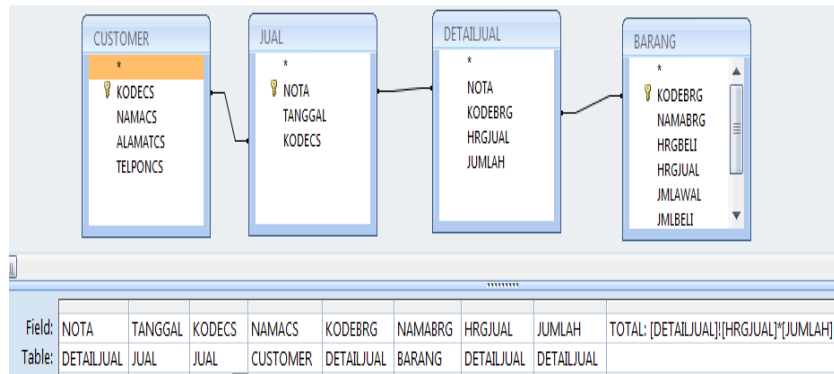 CUSTOMER
*
KODECS
NAMACS
ALAMATCS
TELPONCS
JUAL
*
NOTA
TANGGAL
KODECS
DETAILJUAL
*
NOTA
KODEBRG
HRGJUAL
JUMLAH
BARANG
*
KODEBRG
NAMABRG
HRGBELI
HRGJUAL
JMLAWAL
JMLBELI
Field: NOTA TANGGAL KODECS NAMACS KODEBRG NAMABRG HRGJUAL JUMLAH TOTAL: [DETAILJUAL]![HRGJUAL]*[JUMLAH]
Table: DETAILJUAL JUAL JUAL CUSTOMER DETAILJUAL BARANG DETAILJUAL DETAILJUAL